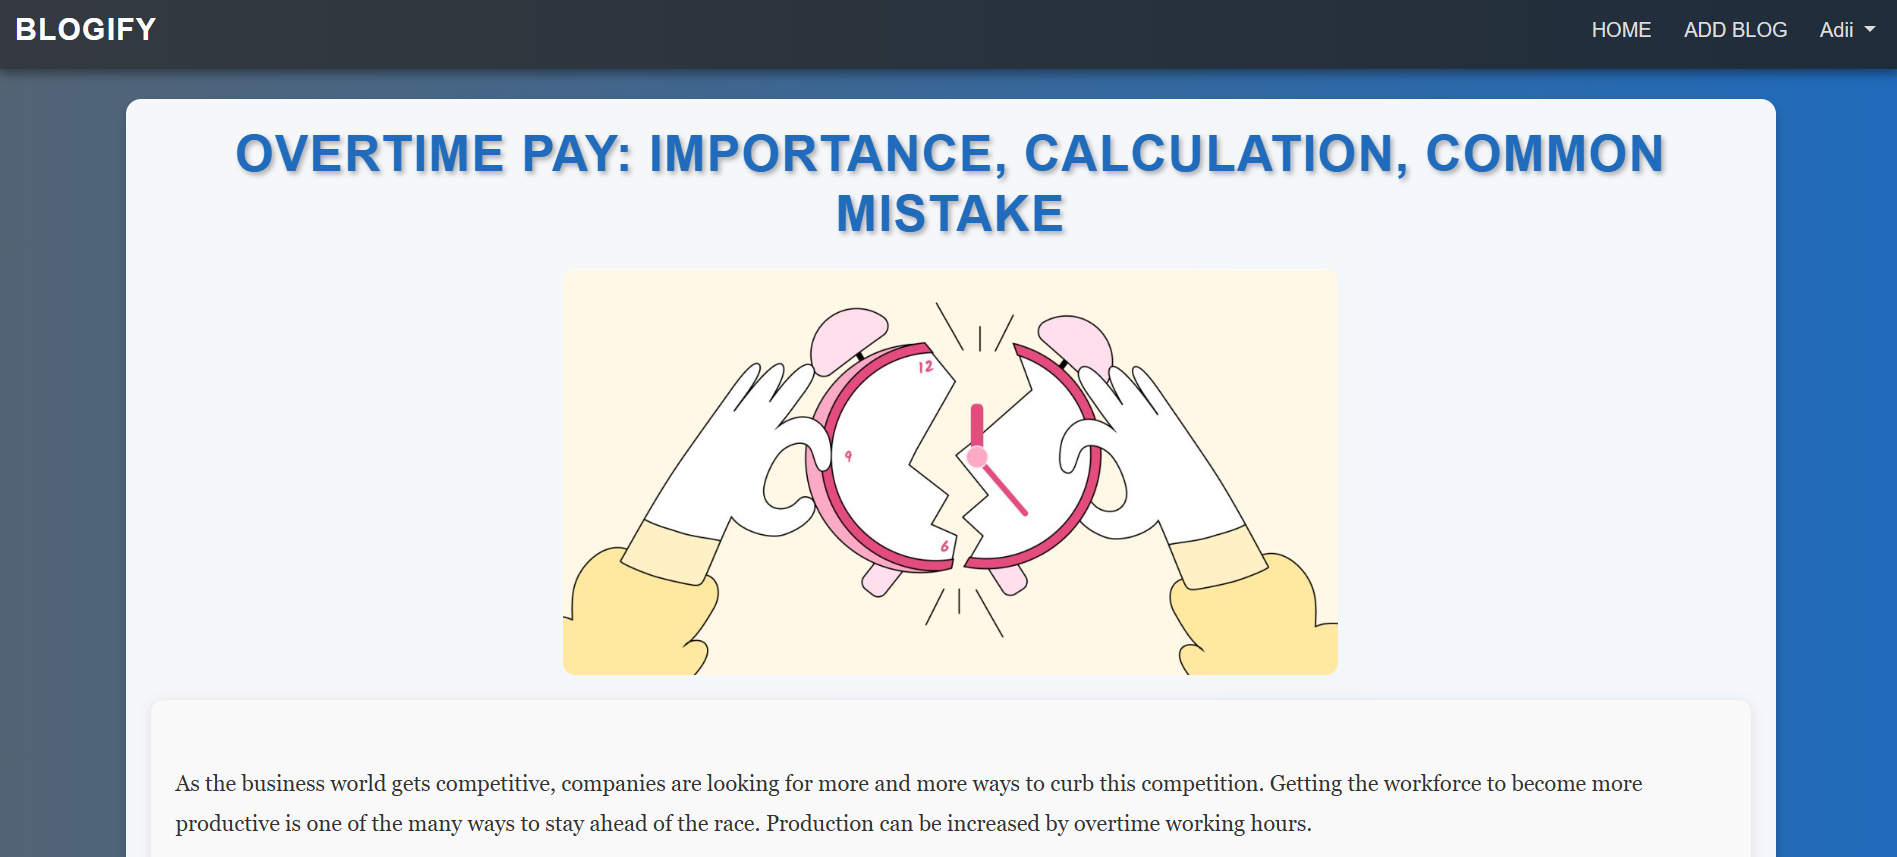 BLOGIFY
HOME ADD BLOG Adii
OVERTIME PAY: IMPORTANCE, CALCULATION, COMMON
MISTAKE
12
9
6
As the business world gets competitive, companies are looking for more and more ways to curb this competition. Getting the workforce to become more
productive is one of the many ways to stay ahead of the race. Production can be increased by overtime working hours.